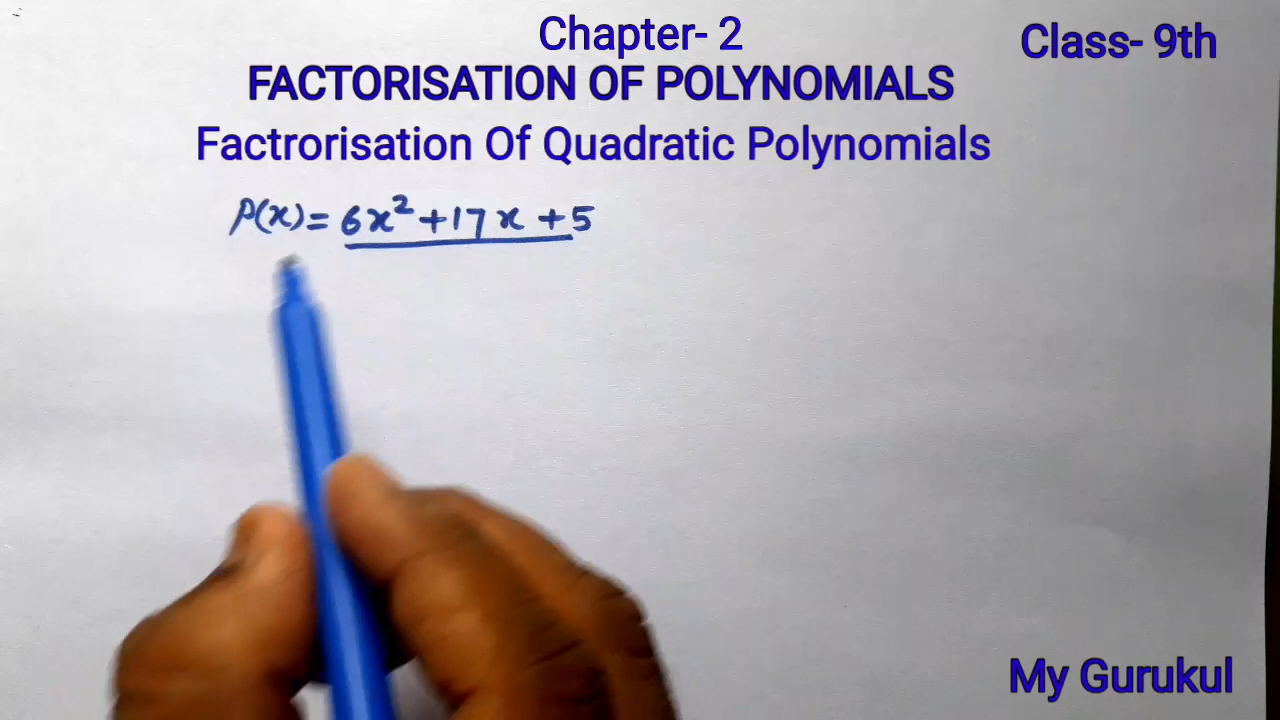 Chapter- 2
Class- 9th
FACTORISATION OF POLYNOMIALS
Factrorisation Of Quadratic Polynomials
P(x)= 6x²+17x+5
My Gurukul